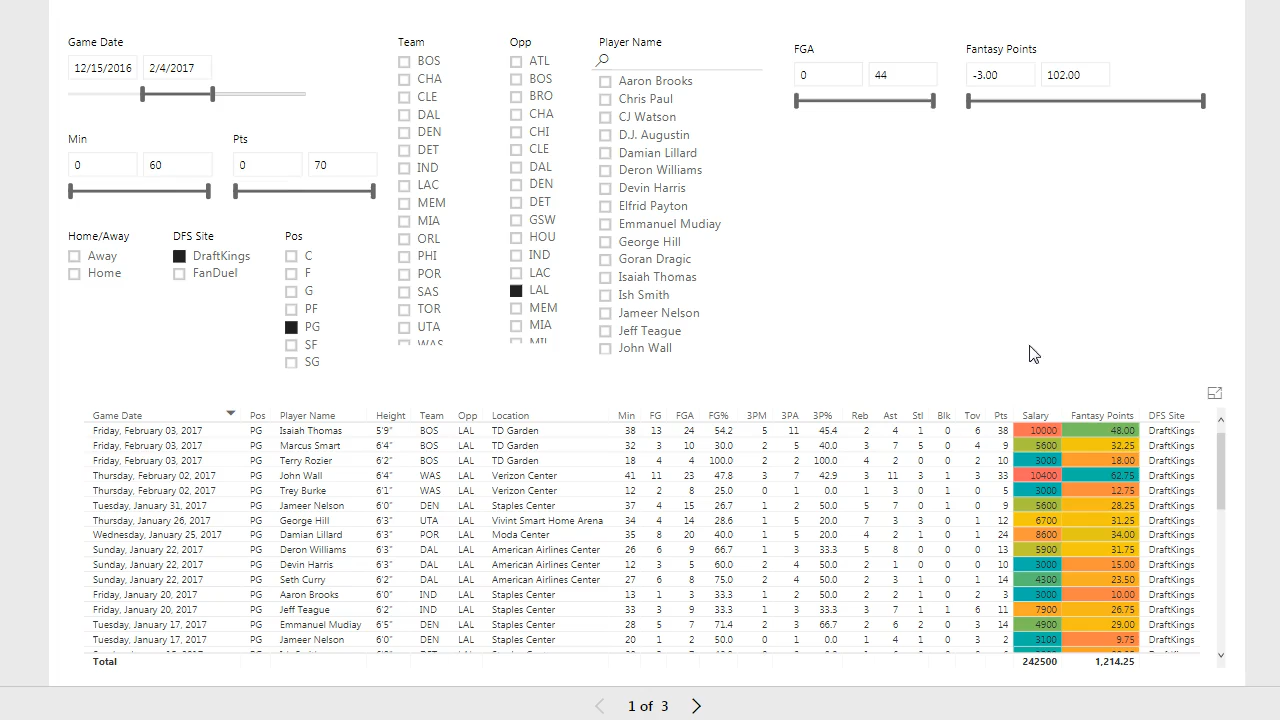 Game Date
12/15/2016 2/4/2017
Min Pts
0 60 0 70
Home/Away
Away
Home
DFS Site
DraftKings
FanDuel
Pos
C
F
G
PF
PG
SF
SG
Team
BOS
CHA
CLE
DAL
DEN
DET
IND
LAC
MEM
MIA
ORL
PHI
POR
SAS
TOR
UTA
WAS
Opp
ATL
BOS
BRO
CHA
CHI
CLE
DAL
DEN
DET
GSW
HOU
IND
LAC
LAL
MEM
MIA
MIL
Player Name
Aaron Brooks
Chris Paul
CJ Watson
D.J. Augustin
Damian Lillard
Deron Williams
Devin Harris
Elfrid Payton
Emmanuel Mudiay
George Hill
Goran Dragic
Isaiah Thomas
Ish Smith
Jameer Nelson
Jeff Teague
John Wall
FGA
0 44
Fantasy Points
-3.00 102.00
Game Date Pos Player Name Height Team Opp Location Min FG FGA FG% 3PM 3PA 3P% Reb Ast Stl Blk Tov Pts Salary Fantasy Points DFS Site
Friday, February 03, 2017 PG Isaiah Thomas 5'9" BOS LAL TD Garden 38 13 24 54.2 5 11 45.4 2 4 1 0 6 38 10000 48.00 DraftKings
Friday, February 03, 2017 PG Marcus Smart 6'4" BOS LAL TD Garden 32 3 10 30.0 2 5 40.0 3 7 5 0 4 9 5600 32.25 DraftKings
Friday, February 03, 2017 PG Terry Rozier 6'2" BOS LAL TD Garden 18 4 4 100.0 2 2 100.0 4 2 0 0 2 10 3000 18.00 DraftKings
Thursday, February 02, 2017 PG John Wall 6'4" WAS LAL Verizon Center 41 11 23 47.8 3 7 42.9 3 11 3 1 3 33 10400 62.75 DraftKings
Thursday, February 02, 2017 PG Trey Burke 6'1" WAS LAL Verizon Center 12 2 8 25.0 0 1 0.0 1 3 0 1 0 5 3000 12.75 DraftKings
Tuesday, January 31, 2017 PG Jameer Nelson 6'0" DEN LAL Staples Center 37 4 15 26.7 1 2 50.0 5 7 0 1 0 9 5600 28.25 DraftKings
Thursday, January 26, 2017 PG George Hill 6'3" UTA LAL Vivint Smart Home Arena 34 4 14 28.6 1 5 20.0 7 3 3 0 1 12 6700 31.25 DraftKings
Wednesday, January 25, 2017 PG Damian Lillard 6'3" POR LAL Moda Center 35 8 20 40.0 1 5 20.0 4 2 1 0 1 24 8600 34.00 DraftKings
Sunday, January 22, 2017 PG Deron Williams 6'3" DAL LAL American Airlines Center 28 6 9 66.7 1 3 33.3 5 8 0 0 0 13 5900 31.75 DraftKings
Sunday, January 22, 2017 PG Devin Harris 6'3" DAL LAL American Airlines Center 12 3 5 60.0 2 4 50.0 2 1 0 0 0 10 3000 15.00 DraftKings
Sunday, January 22, 2017 PG Seth Curry 6'2" DAL LAL American Airlines Center 27 6 8 75.0 2 4 50.0 3 2 0 1 1 14 4300 23.50 DraftKings
Friday, January 20, 2017 PG Aaron Brooks 6'0" IND LAL Staples Center 13 1 3 33.3 1 2 50.0 2 2 1 0 2 3 3000 10.00 DraftKings
Friday, January 20, 2017 PG Jeff Teague 6'2" IND LAL Staples Center 33 3 9 33.3 1 3 33.3 3 7 1 1 6 11 7900 26.75 DraftKings
Tuesday, January 17, 2017 PG Emmanuel Mudiay 6'5" DEN LAL Staples Center 28 5 7 71.4 2 3 66.7 2 6 2 0 3 14 4900 29.00 DraftKings
Tuesday, January 17, 2017 PG Jameer Nelson 6'0" DEN LAL Staples Center 20 1 2 50.0 0 1 0.0 1 4 1 0 3 2 3100 9.75 DraftKings
Total 242500 1,214.25
1 of 3